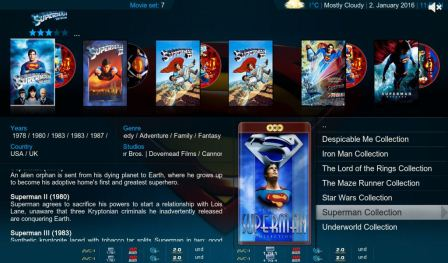 Movie set: 7
1°C | Mostly Cloudy | 2. January 2016 | 11
SUPERMAN
...
Years
1978 / 1980 / 1983 / 1983 / 1987 /
Genre
edy / Adventure / Family / Fantasy
Country
USA / UK
Studios
er Bros. | Dovemead Films / Cannor
An alien orphan is sent from his dying planet to Earth, where he grows up
to become his adoptive home's first and greatest superhero.
Superman II (1980)
Superman agrees to sacrifice his powers to start a relationship with Lois
Lane, unaware that three Kryptonian criminals he inadvertently released
are conquering Earth.
Superman III (1983)
Synthetic kryptonite laced with tobacco tar splits Superman in two: good
SUPERMAN
..
Despicable Me Collection
Iron Man Collection
The Lord of the Rings Collection
The Maze Runner Collection
Star Wars Collection
Superman Collection
Underworld Collection
2.0 und
2.0 und
2.0 und
2.0 und